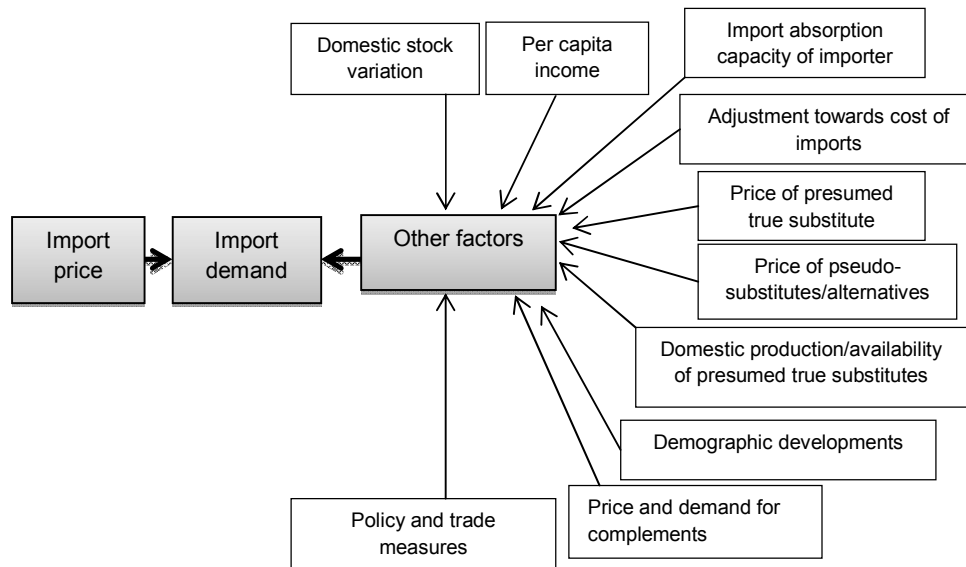 Domestic stock
variation
Per capita
income
Import absorption
capacity of importer
Adjustment towards cost of
imports
Price of presumed
true substitute
Import
price
Import
demand
Other factors
Price of pseudo-
substitutes/alternatives
Domestic production/availability
of presumed true substitutes
Demographic developments
Price and demand for
complements
Policy and trade
measures